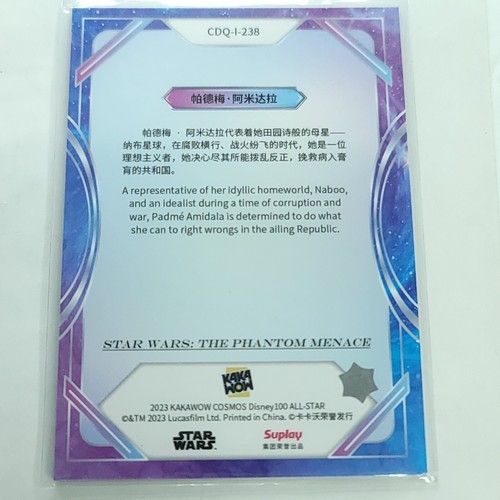 CDQ-I-238
帕德梅·阿米达拉
帕德梅 · 阿米达拉代表着她田园诗般的母星——
纳布星球，在腐败横行、战火纷飞的时代，她是一位
理想主义者，她决心尽其所能拨乱反正，挽救病入膏
肓的共和国。
A representative of her idyllic homeworld, Naboo,
and an idealist during a time of corruption and
war, Padmé Amidala is determined to do what
she can to right wrongs in the ailing Republic.
STAR WARS: THE PHANTOM MENACE
KAKA
WOW
2023 KAKAWOW COSMOS Disney100 ALL-STAR
©&TM 2023 Lucasfilm Ltd. Printed in China. ©卡卡沃荣誉发行
STAR
WARS
Suplay
集团荣誉出品